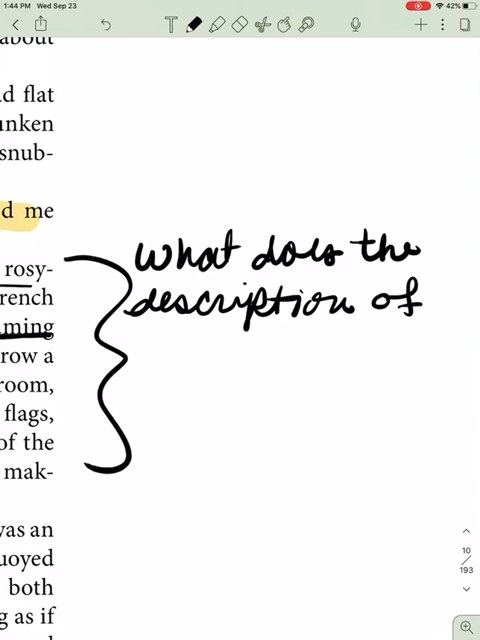 1:44 PM Wed Sep 23
42%
about
d flat
unken
snub-
d me
rosy-
rench
ming
row a
room,
flags,
of the
mak-
vas an
uoyed
both
g as if
what does the
description of
10
193